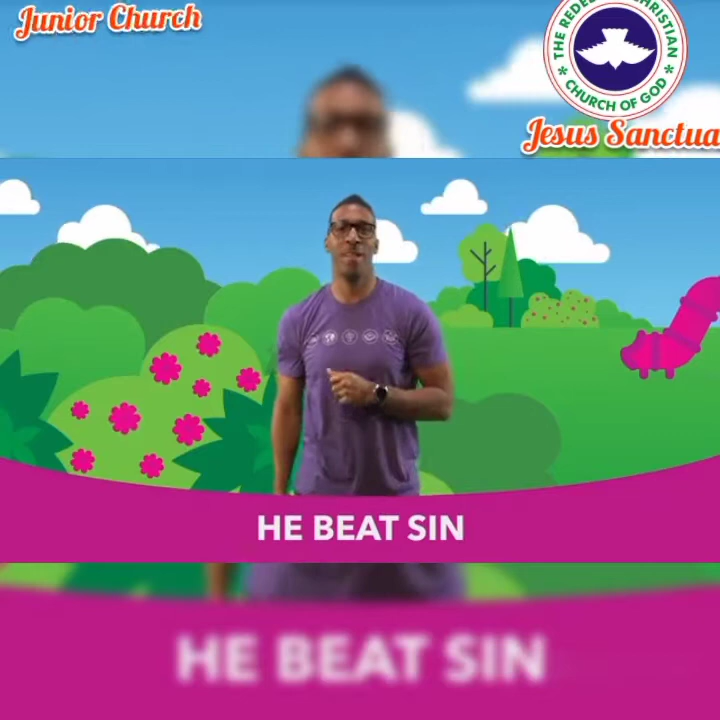 Junior Church
THE REDEEMED CHRISTIAN
CHURCH OF GOD
Jesus Sanctua
HE BEAT SIN
HE BEAT SIN